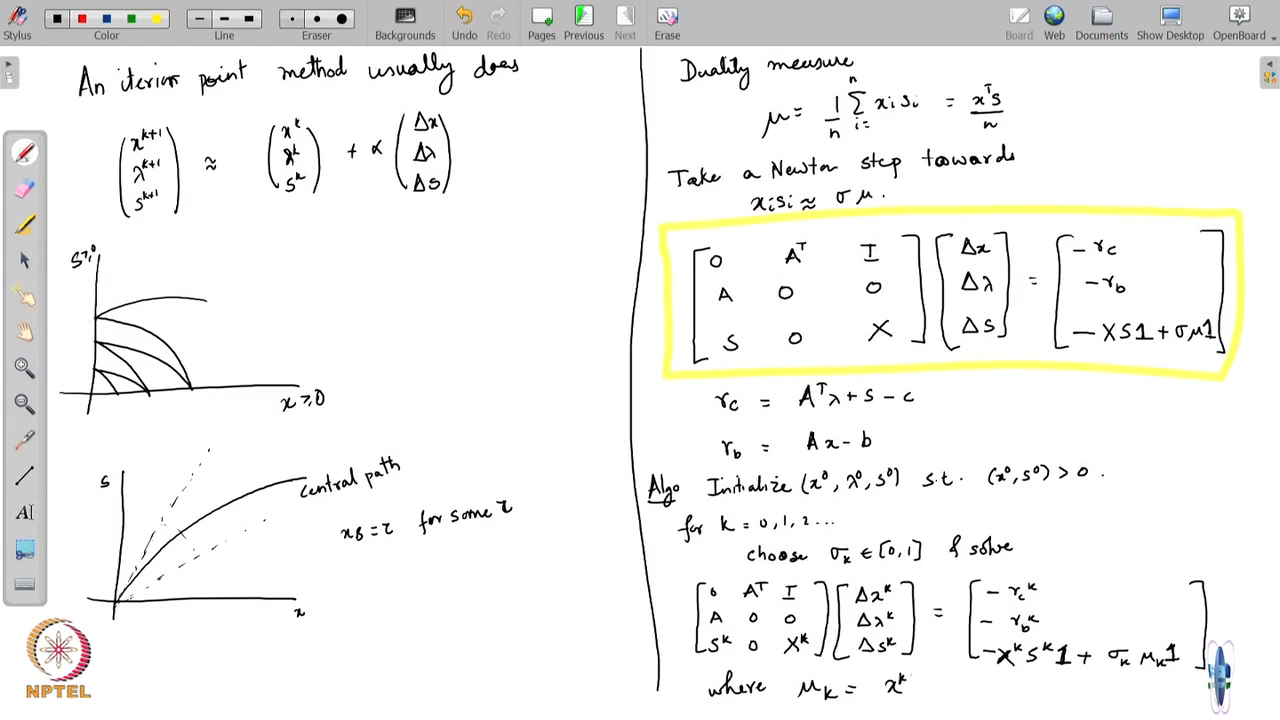 Stylus
Color
Line
Eraser
Backgrounds
Undo
Redo
Pages
Previous
Next
Erase
Board
Web
Documents
Show Desktop
OpenBoard
An iterior point method usually does
(x^{k+1} λ^{k+1} s^{k+1}) ≈ (x^k λ^k s^k) + α (Δx Δλ Δs)
s≥0
x≥0
s
central path
xs = τ for some τ
x
NPTEL
Duality measure
μ = 1/n Σ_{i=}^{n} x_i s_i = x^T s / n
Take a Newton step towards
x_i s_i ≈ σ μ.
[0 A^T I] [Δx] = [-r_c]
[A 0 0] [Δλ] [-r_b]
[S 0 X] [Δs] [-XS1 + σμ1]
r_c = A^T λ + s - c
r_b = Ax - b
Algo Initialize (x^0, λ^0, s^0) s.t. (x^0, s^0) > 0.
for k = 0, 1, 2 ...
choose σ_k ∈ [0, 1] & solve
[0 A^T I] [Δx^k] = [-r_c^k]
[A 0 0] [Δλ^k] [-r_b^k]
[S^k 0 X^k] [Δs^k] [-X^k S^k 1 + σ_k μ_k 1]
where μ_k = x^k